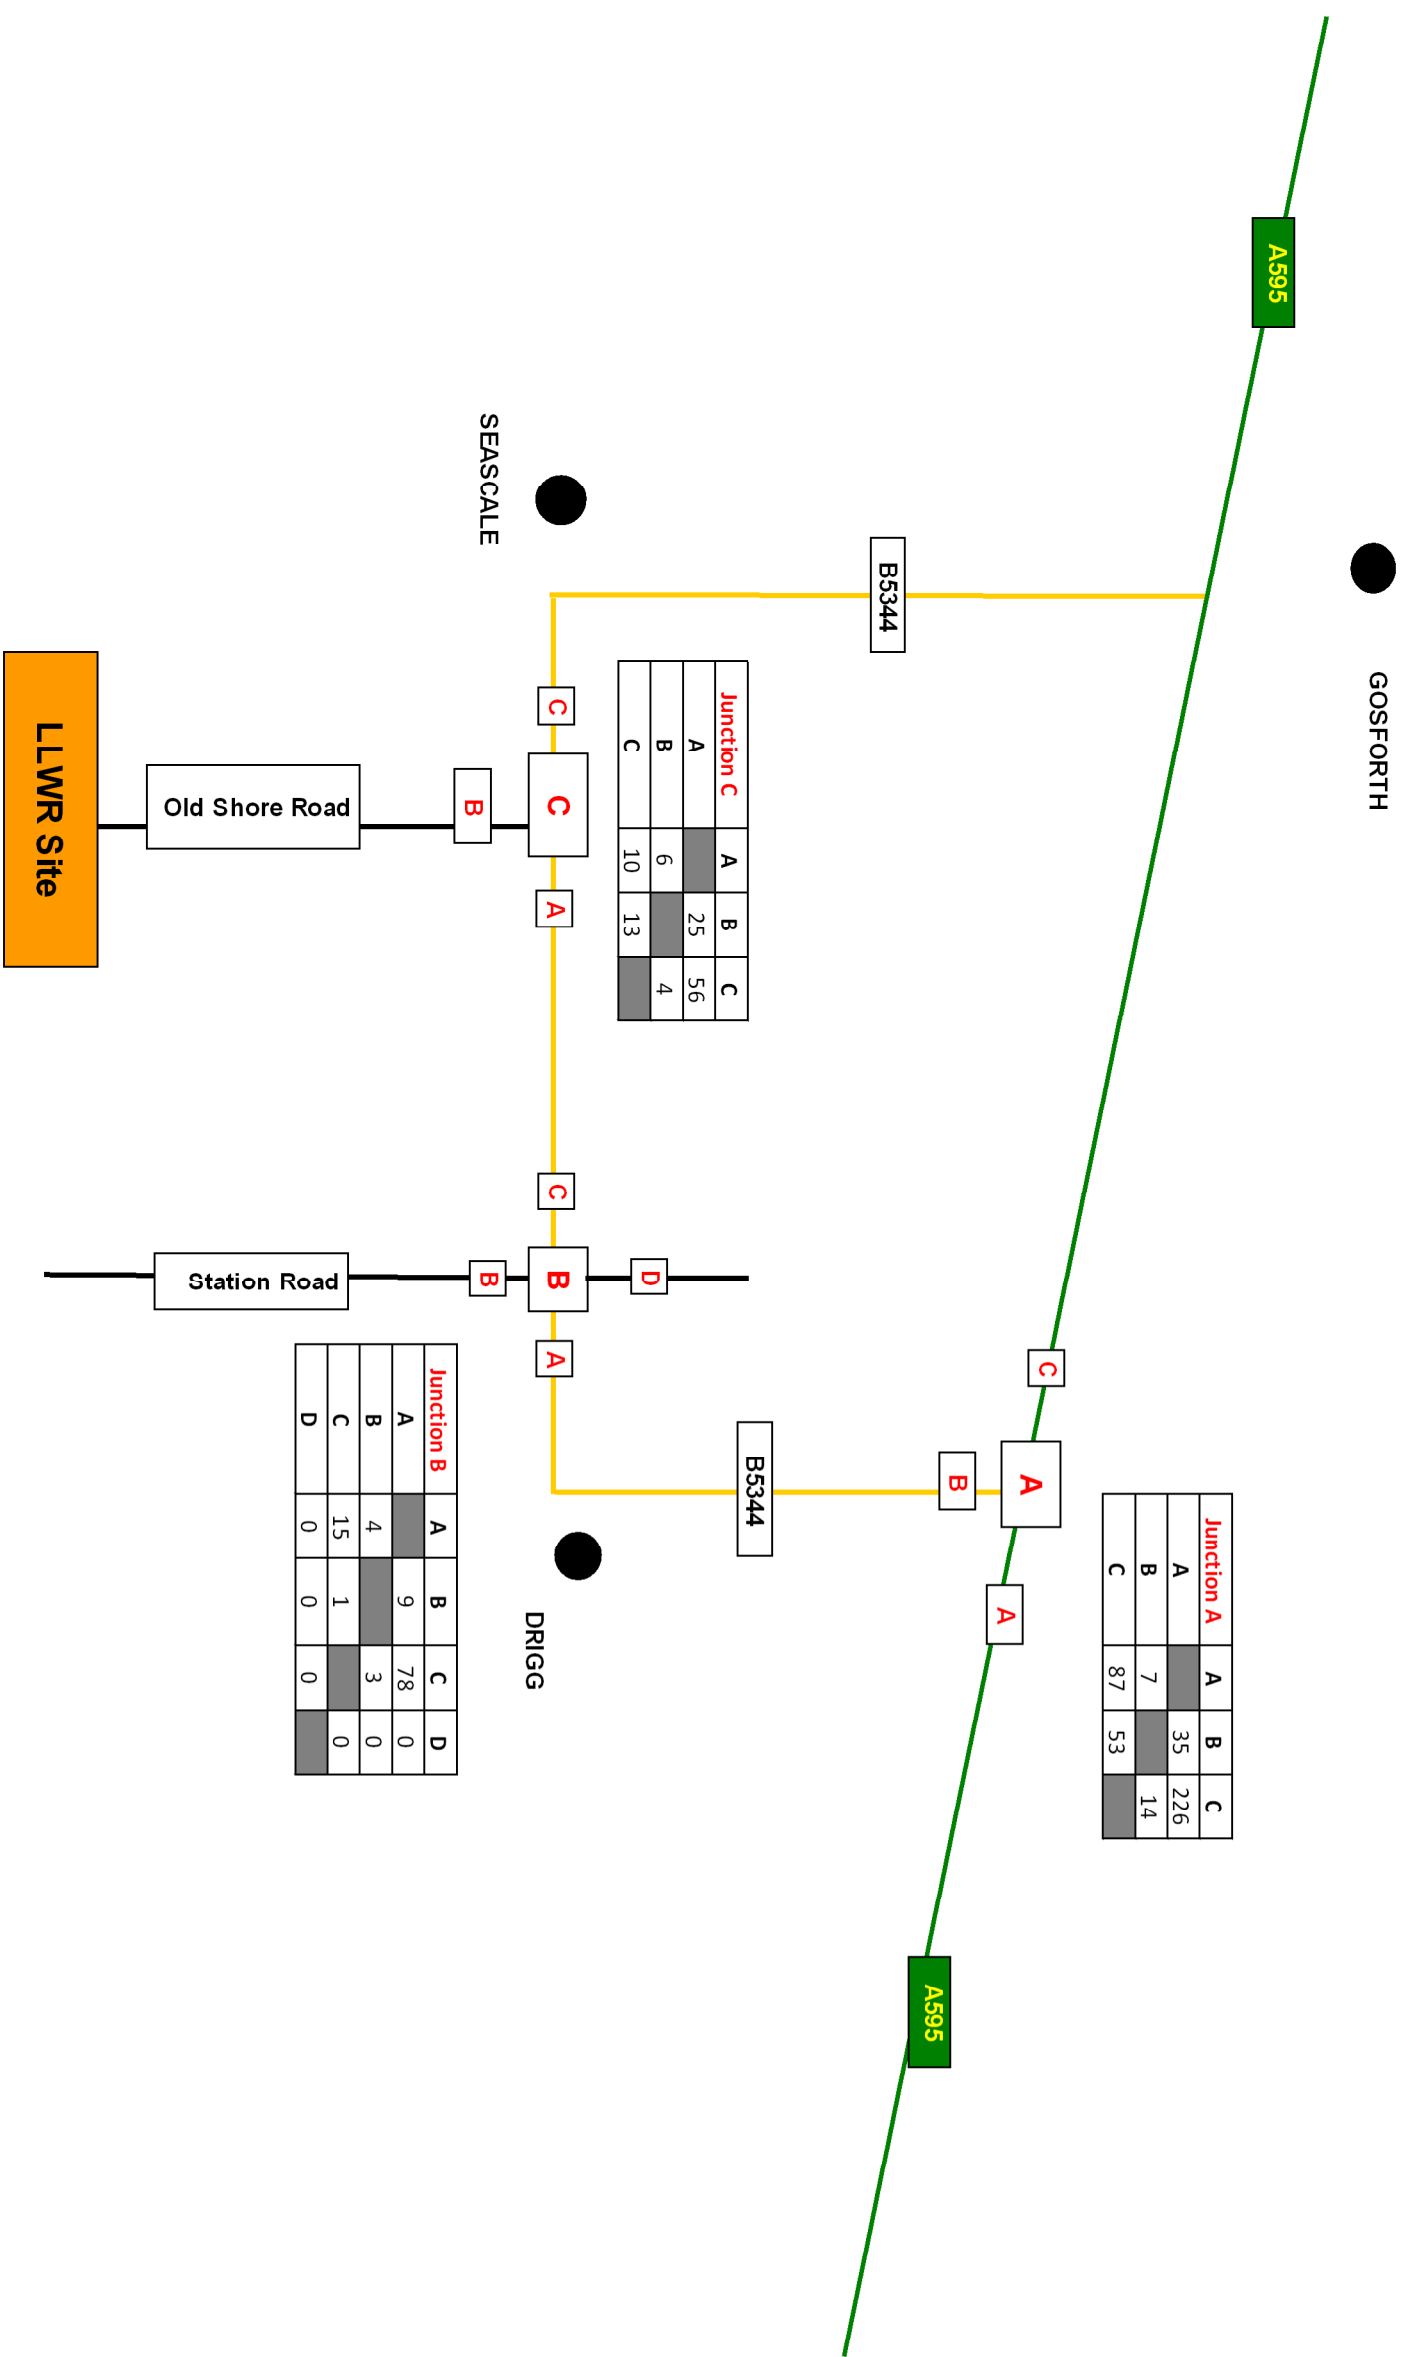 GOSFORTH
A595
Junction A A B C
A 35 226
B 7 14
C 87 53
C
A
A
B
A595
B5344
B5344
Junction C A B C
A 25 56
B 6 4
C 10 13
SEASCALE
C
C
A
B
C
B
A
D
B
DRIGG
Junction B A B C D
A 9 78 0
B 4 3 0
C 15 1 0
D 0 0 0
Old Shore Road
Station Road
LLWR Site